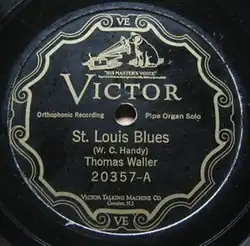 VE
"HIS MASTER'S VOICE"
VICTOR
Orthophonic Recording
Pipe Organ Solo
St. Louis Blues
(W. C. Handy)
Thomas Waller
20357-A
VICTOR TALKING MACHINE CO
Camden, N.J.
VE